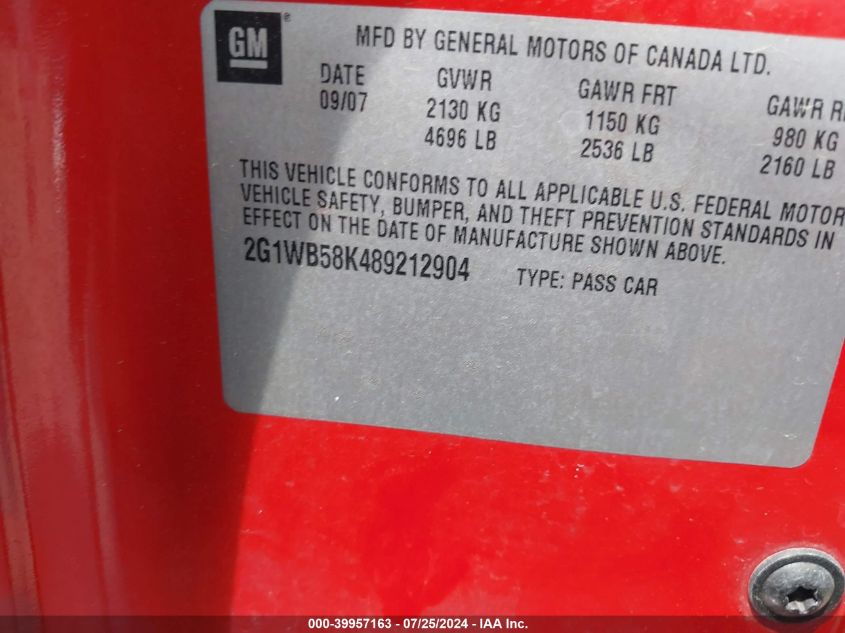 GM ®
MFD BY GENERAL MOTORS OF CANADA LTD.
DATE GVWR GAWR FRT GAWR
09/07 2130 KG 1150 KG 980 KG
4696 LB 2536 LB 2160 LB
THIS VEHICLE CONFORMS TO ALL APPLICABLE U.S. FEDERAL MOTOR
VEHICLE SAFETY, BUMPER, AND THEFT PREVENTION STANDARDS IN
EFFECT ON THE DATE OF MANUFACTURE SHOWN ABOVE.
2G1WB58K489212904 TYPE: PASS CAR
000-39957163 - 07/25/2024 - IAA Inc.